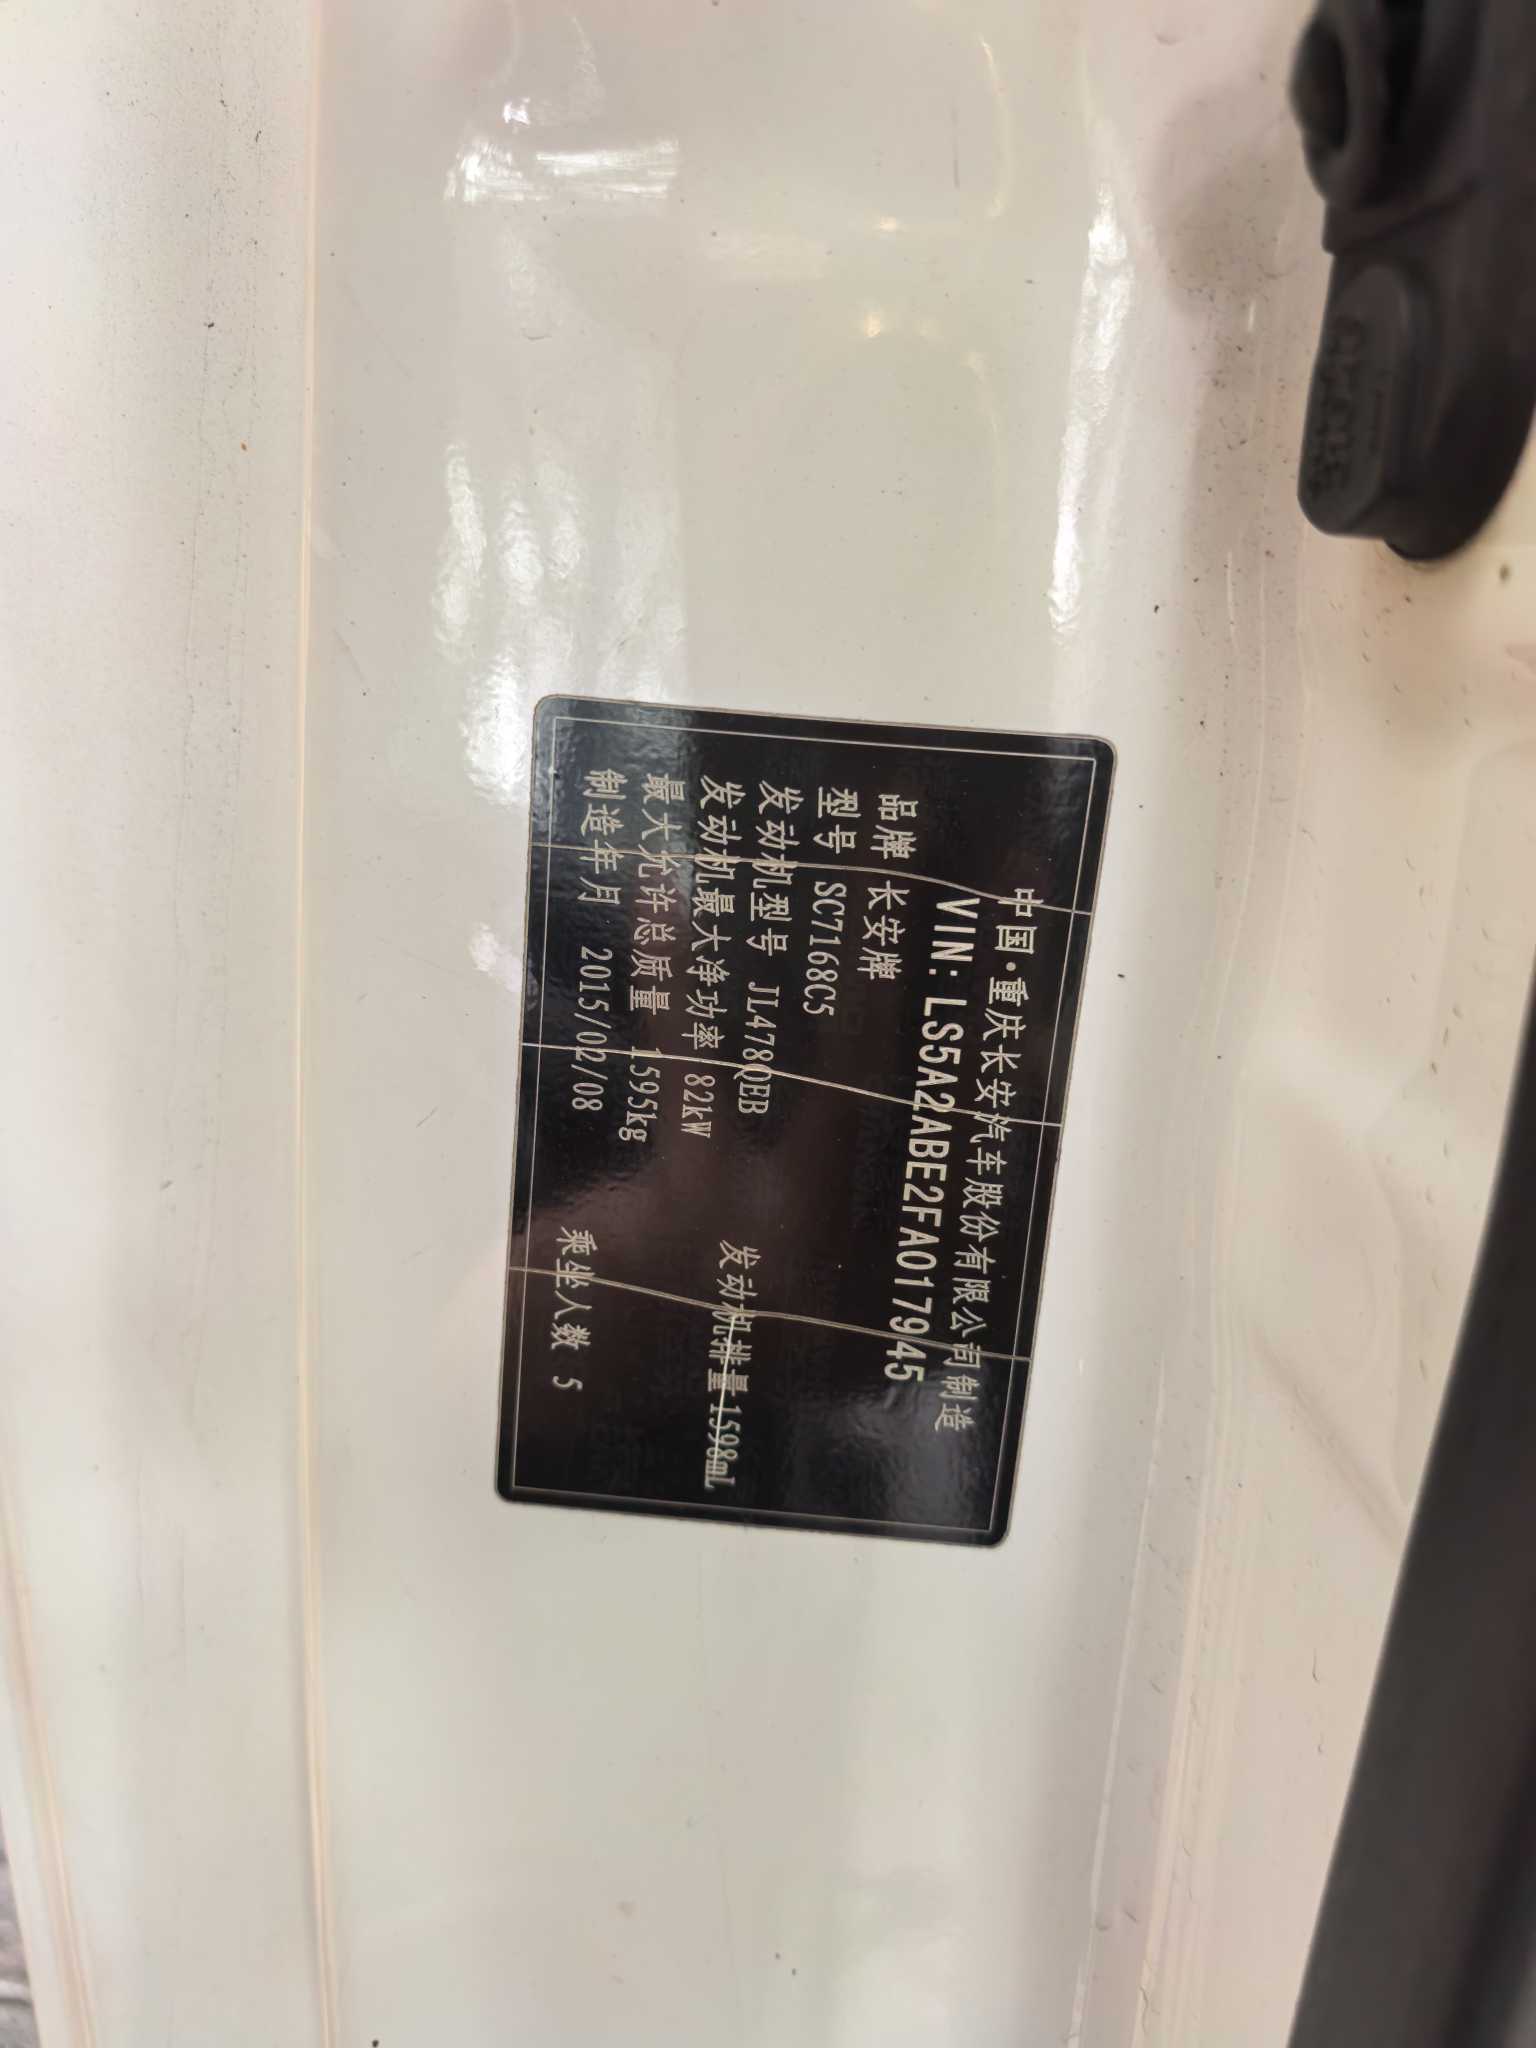 中国·重庆长安汽车股份有限公司制造
VIN: LS5A2ABE2FA017945
品牌 长安牌
型号 SC7168C5
发动机型号 JL478QEB 发动机排量 1598mL
发动机最大净功率 82kW
最大允许总质量 1595kg
制造年月 2015/02/08 乘坐人数 5